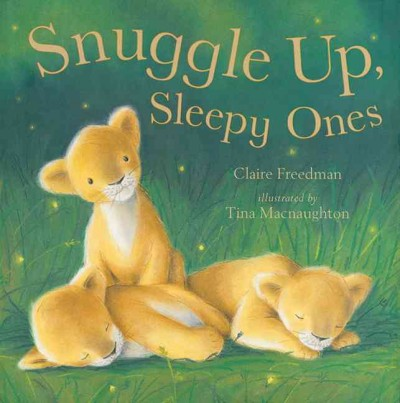 Snuggle Up,
Sleepy Ones
Claire Freedman
illustrated by
Tina Macnaughton